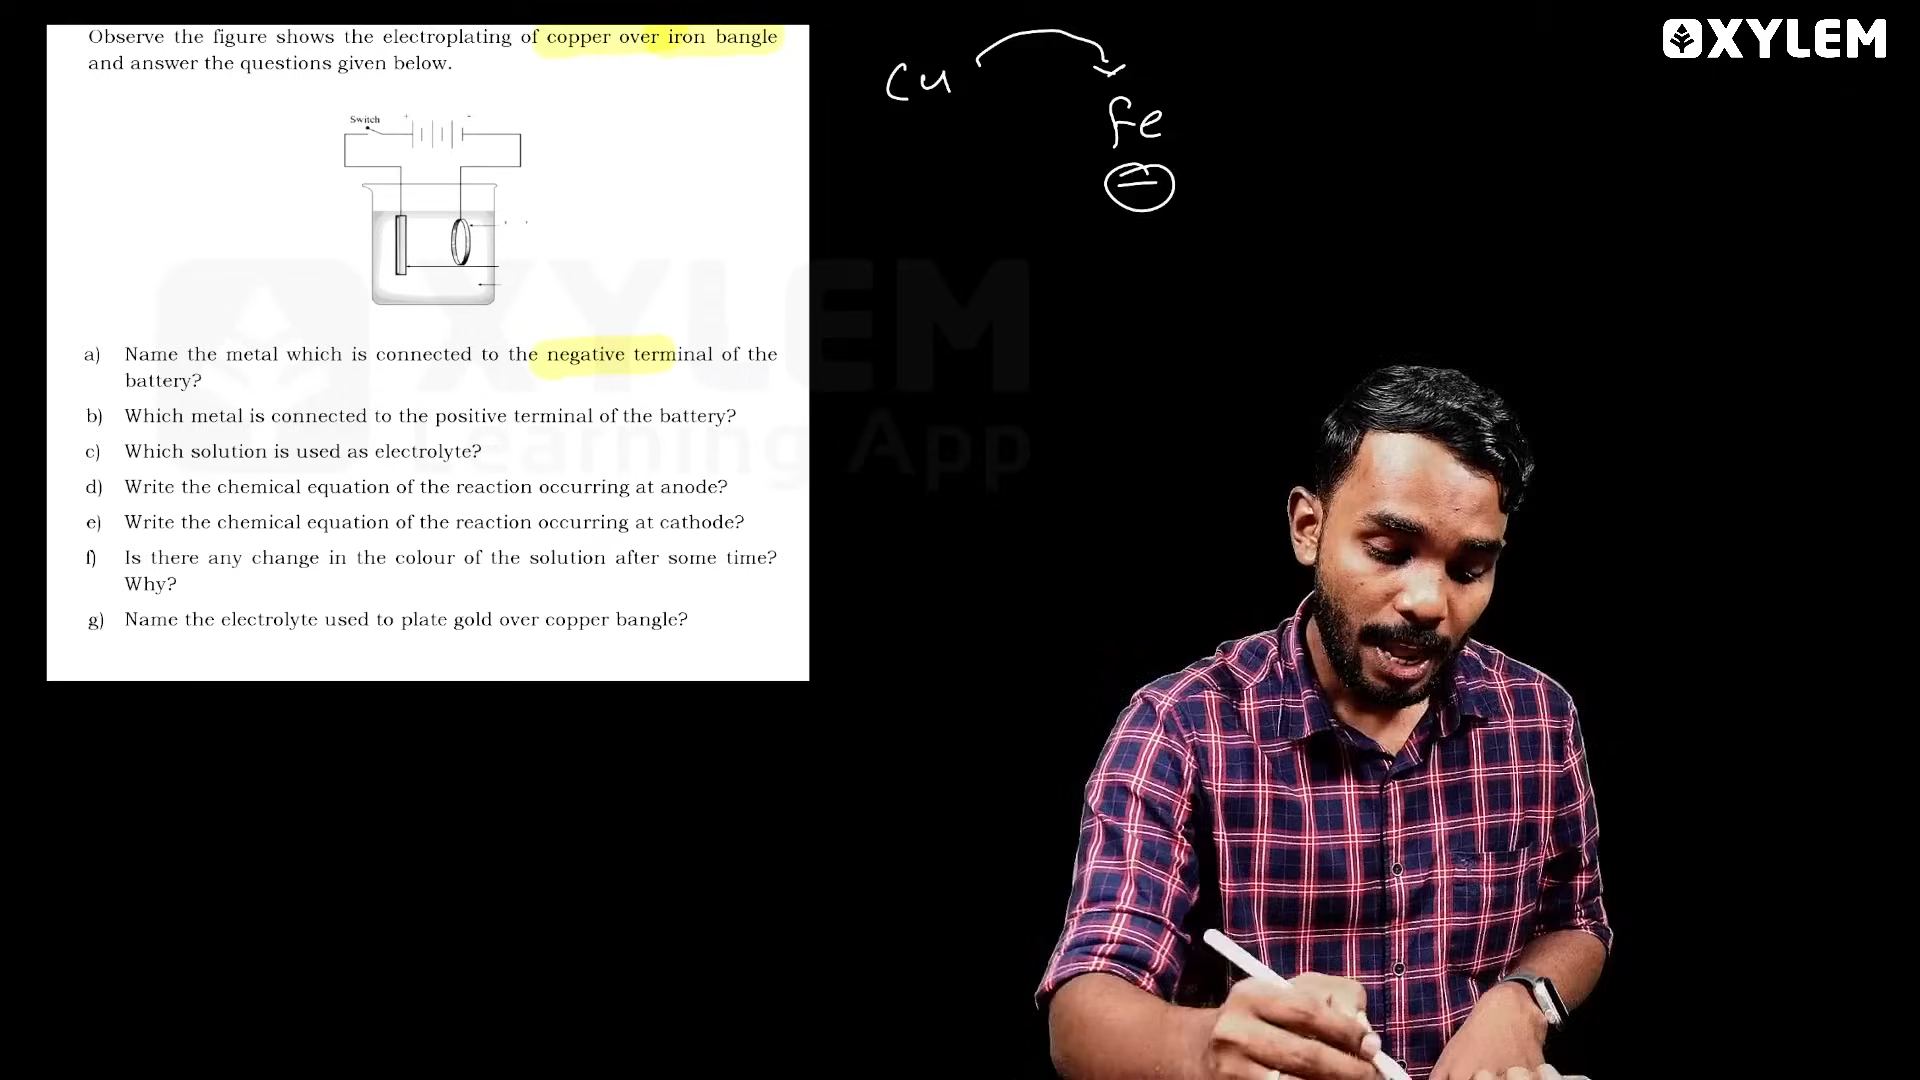 Observe the figure shows the electroplating of copper over iron bangle
and answer the questions given below.
Switch
+
-
a) Name the metal which is connected to the negative terminal of the
battery?
b) Which metal is connected to the positive terminal of the battery?
c) Which solution is used as electrolyte?
d) Write the chemical equation of the reaction occurring at anode?
e) Write the chemical equation of the reaction occurring at cathode?
f) Is there any change in the colour of the solution after some time?
Why?
g) Name the electrolyte used to plate gold over copper bangle?
Cu
Fe
−
XYLEM
XYLEM
Learning App